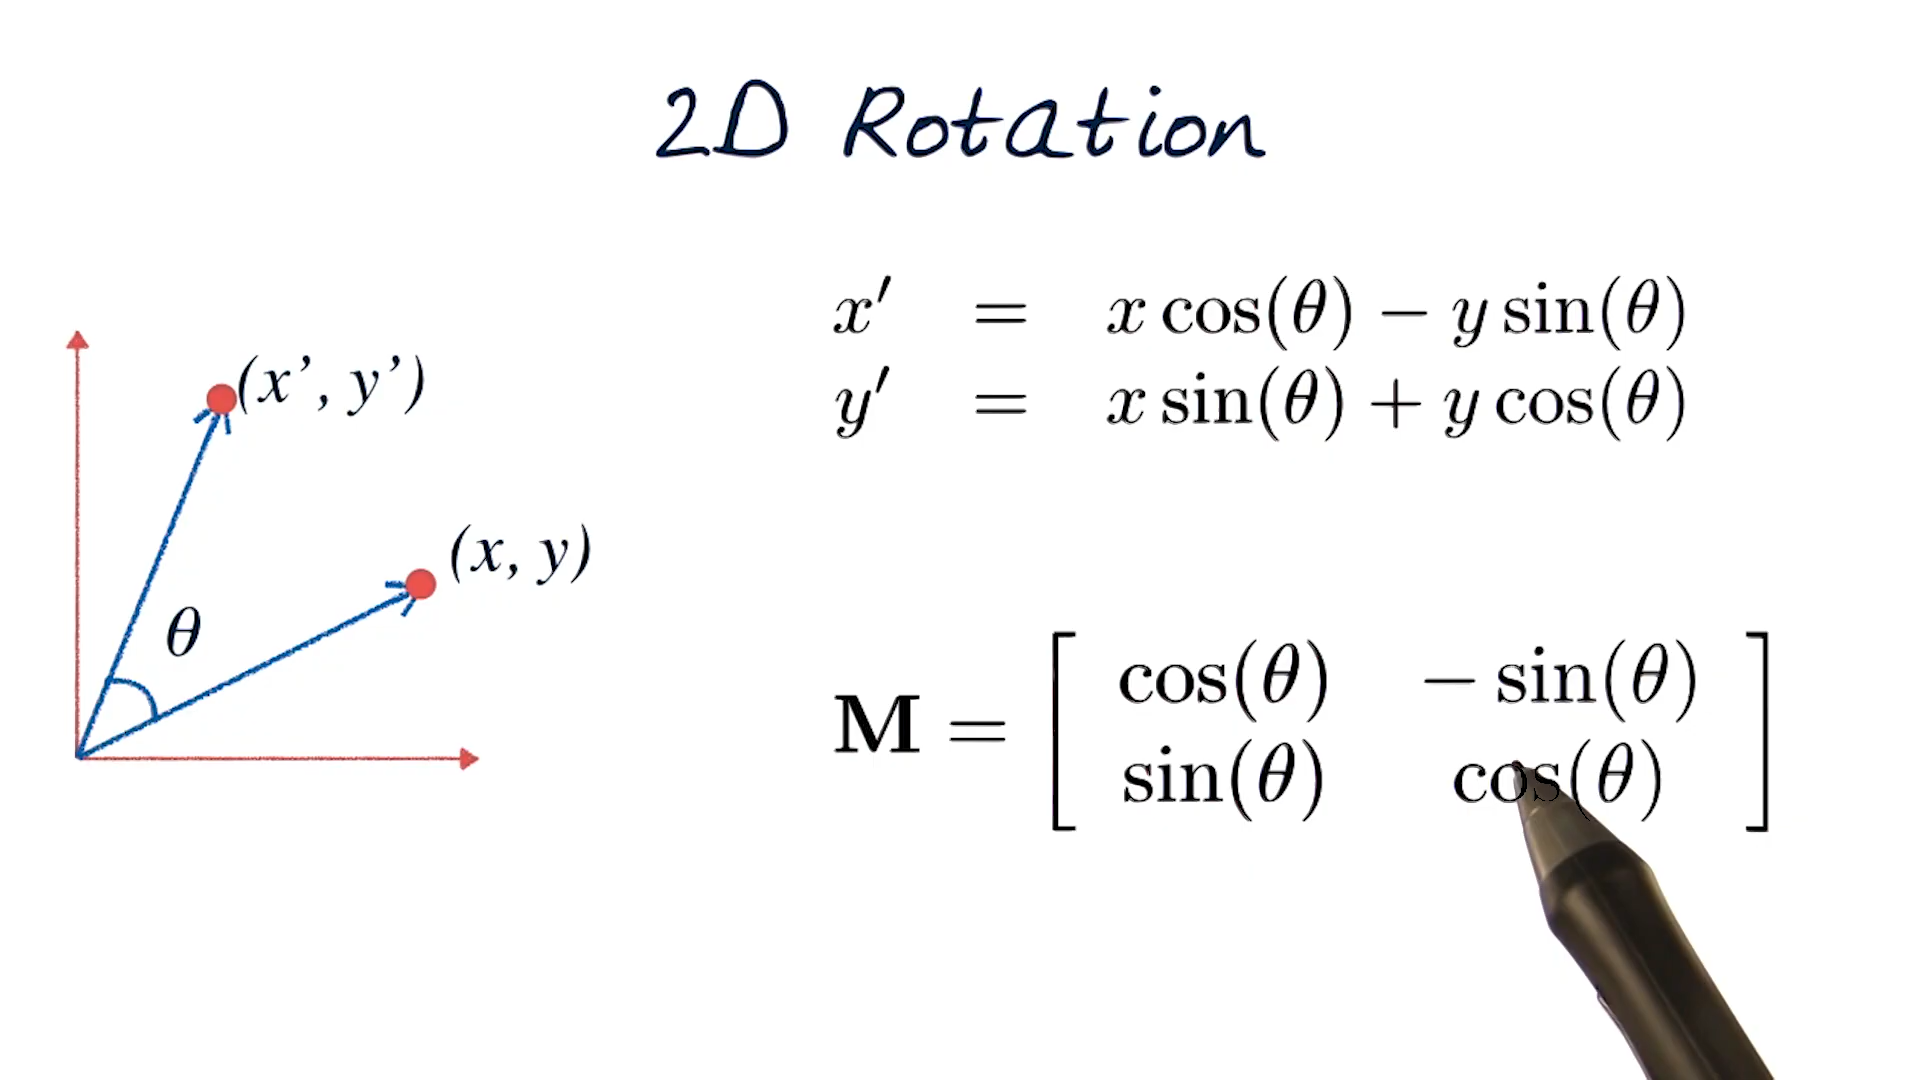 2D Rotation
x' = x cos(θ) − y sin(θ)
y' = x sin(θ) + y cos(θ)
(x', y')
(x, y)
θ
M = [ cos(θ) − sin(θ)
sin(θ) cos(θ) ]